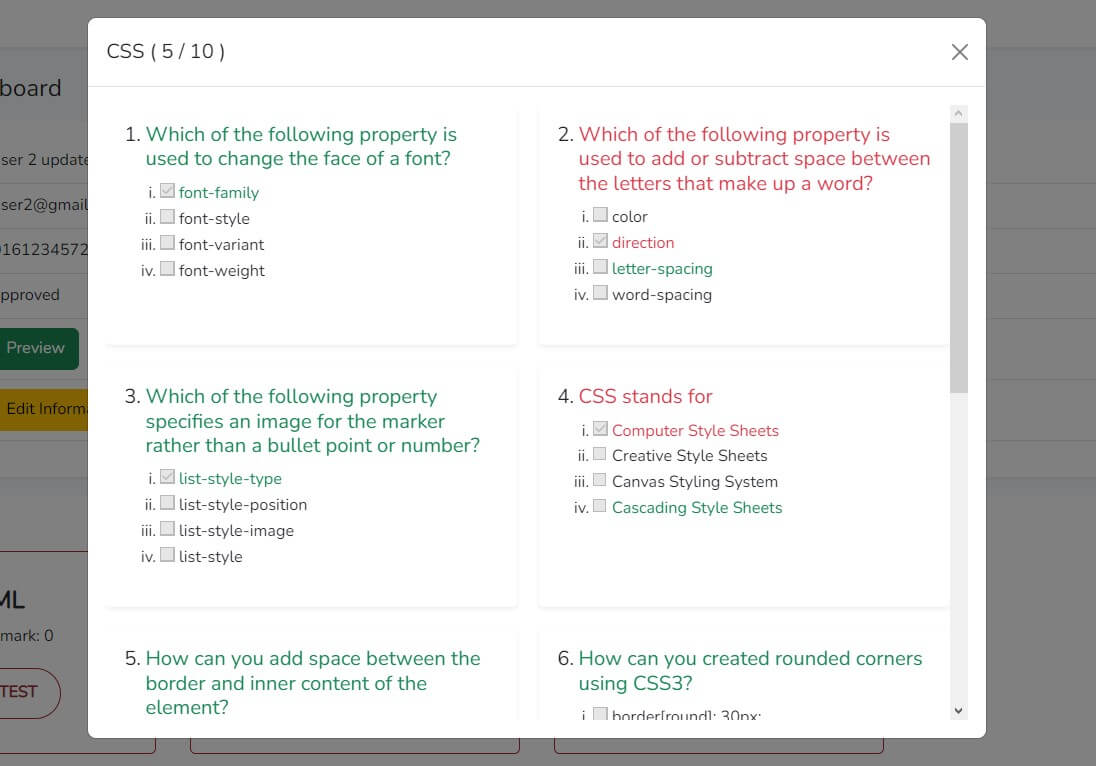 CSS ( 5 / 10 )
1. Which of the following property is
used to change the face of a font?
i. font-family
ii. font-style
iii. font-variant
iv. font-weight
2. Which of the following property is
used to add or subtract space between
the letters that make up a word?
i. color
ii. direction
iii. letter-spacing
iv. word-spacing
3. Which of the following property
specifies an image for the marker
rather than a bullet point or number?
i. list-style-type
ii. list-style-position
iii. list-style-image
iv. list-style
4. CSS stands for
i. Computer Style Sheets
ii. Creative Style Sheets
iii. Canvas Styling System
iv. Cascading Style Sheets
5. How can you add space between the
border and inner content of the
element?
6. How can you created rounded corners
using CSS3?
i. border[round]: 30px;
board
ser 2 update
ser2@gmail
0161234572
pproved
Preview
Edit Informa
ML
mark: 0
TEST